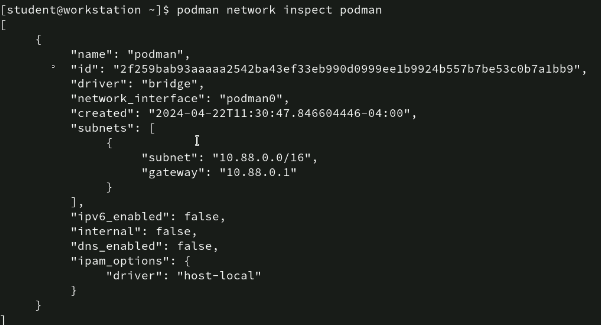 [student@workstation ~]$ podman network inspect podman
[
    {
        "name": "podman",
        "id": "2f259bab93aaaaa2542ba43ef33eb990d0999ee1b9924b557b7be53c0b7a1bb9",
        "driver": "bridge",
        "network_interface": "podman0",
        "created": "2024-04-22T11:30:47.846604446-04:00",
        "subnets": [
            {
                "subnet": "10.88.0.0/16",
                "gateway": "10.88.0.1"
            }
        ],
        "ipv6_enabled": false,
        "internal": false,
        "dns_enabled": false,
        "ipam_options": {
            "driver": "host-local"
        }
    }
]